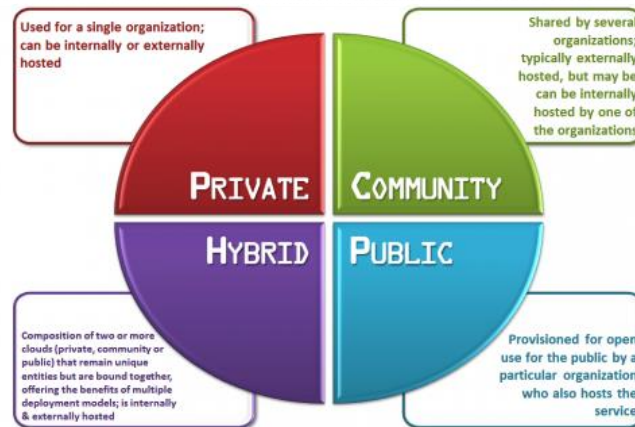 Used for a single organization;
can be internally or externally
hosted
Shared by several
organizations;
typically externally
hosted, but may be
can be internally
hosted by one of
the organizations
PRIVATE
COMMUNITY
HYBRID
PUBLIC
Composition of two or more
clouds (private, community or
public) that remain unique
entities but are bound together,
offering the benefits of multiple
deployment models; is internally
& externally hosted
Provisioned for open
use for the public by a
particular organization
who also hosts the
service